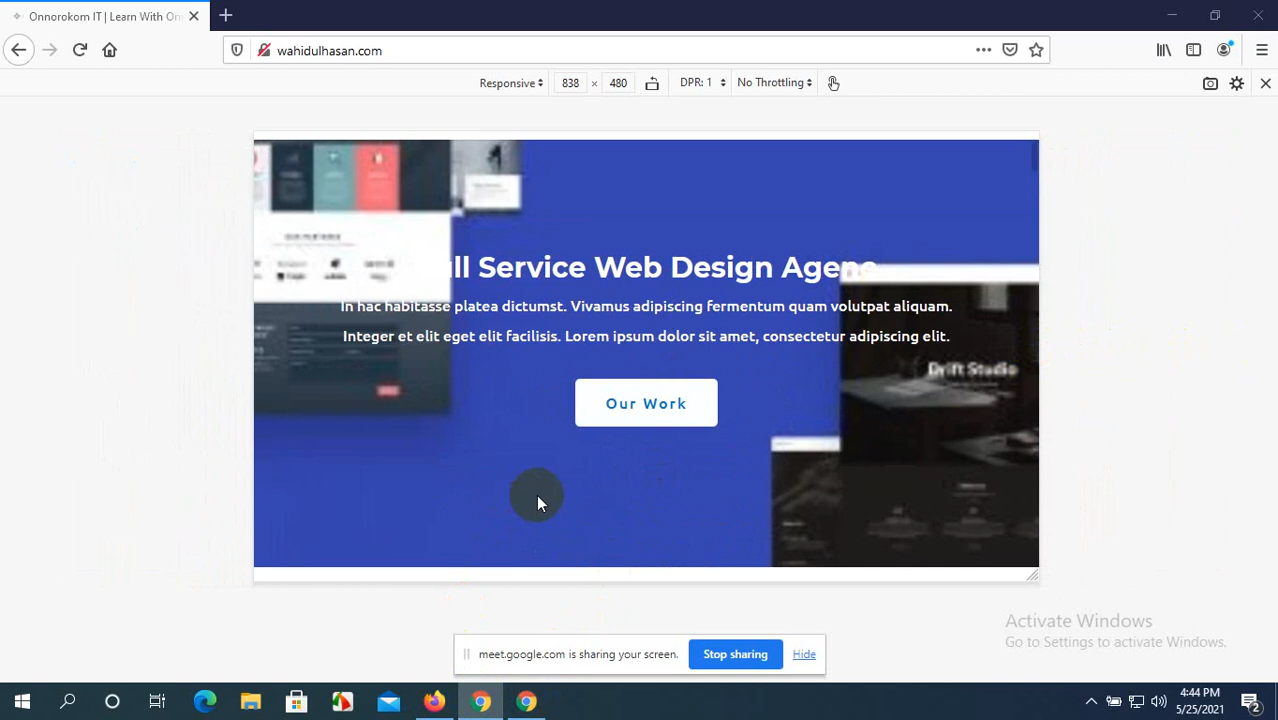 Onnorokom IT | Learn With On
wahidulhasan.com
Responsive 838 × 480 DPR: 1 No Throttling
ll Service Web Design Agenc
In hac habitasse platea dictumst. Vivamus adipiscing fermentum quam volutpat aliquam.
Integer et elit eget elit facilisis. Lorem ipsum dolor sit amet, consectetur adipiscing elit.
Drift Studio
Our Work
Activate Windows
Go to Settings to activate Windows.
meet.google.com is sharing your screen. Stop sharing Hide
4:44 PM
5/25/2021
2